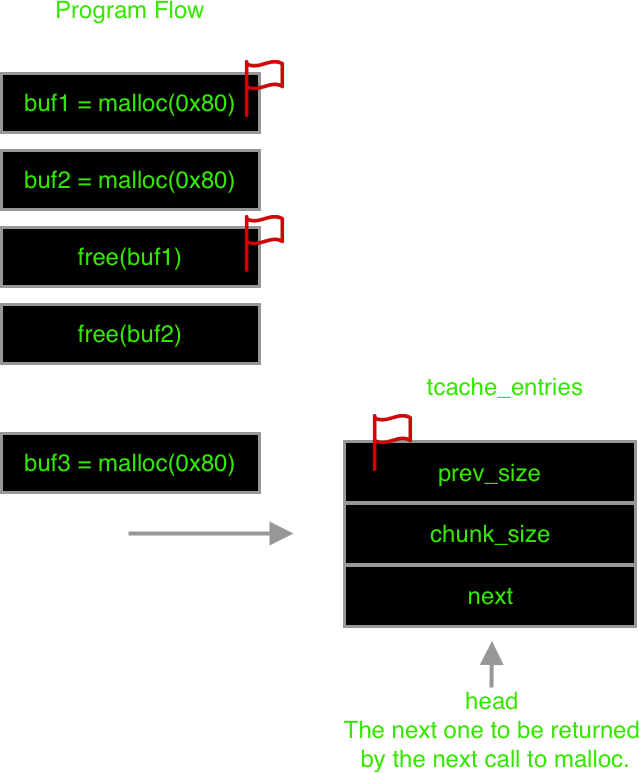 Program Flow
buf1 = malloc(0x80)
buf2 = malloc(0x80)
free(buf1)
free(buf2)
buf3 = malloc(0x80)
tcache_entries
prev_size
chunk_size
next
head
The next one to be returned
by the next call to malloc.